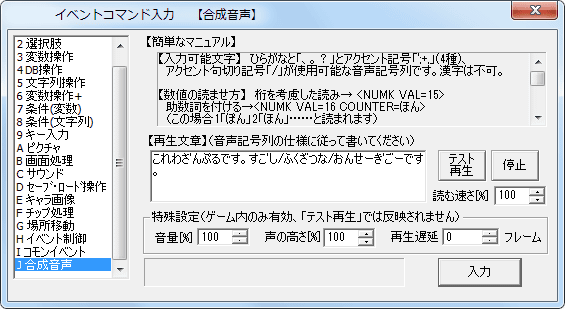 イベントコマンド入力 【合成音声】
2 選択肢
3 変数操作
4 DB操作
5 文字列操作
6 変数操作+
7 条件(変数)
8 条件(文字列)
9 キー入力
A ピクチャ
B 画面処理
C サウンド
D セーブ・ロード操作
E キャラ画像
F チップ処理
G 場所移動
H イベント制御
I コモンイベント
J 合成音声
【簡単なマニュアル】
【入力可能文字】 ひらがなと「、。？」とアクセント記号「';+,」(4種)、
アクセント句切り記号「/」が使用可能な音声記号列です。漢字は不可。
【数値の読ませ方】 桁を考慮した読み→ <NUMK VAL=15>
助数詞を付ける→<NUMK VAL=16 COUNTER=ほん>
(この場合1「ぽん」2「ほん」……と読まれます)
【再生文章】(音声記号列の仕様に従って書いてください)
これわざんぷるです。すごし/ふくざつな/おんせーぎごーです
。
テスト
再生
停止
読む速さ[%] 100
特殊設定(ゲーム内のみ有効、「テスト再生」では反映されません)
音量[%] 100 声の高さ[%] 100 再生遅延 0 フレーム
入力